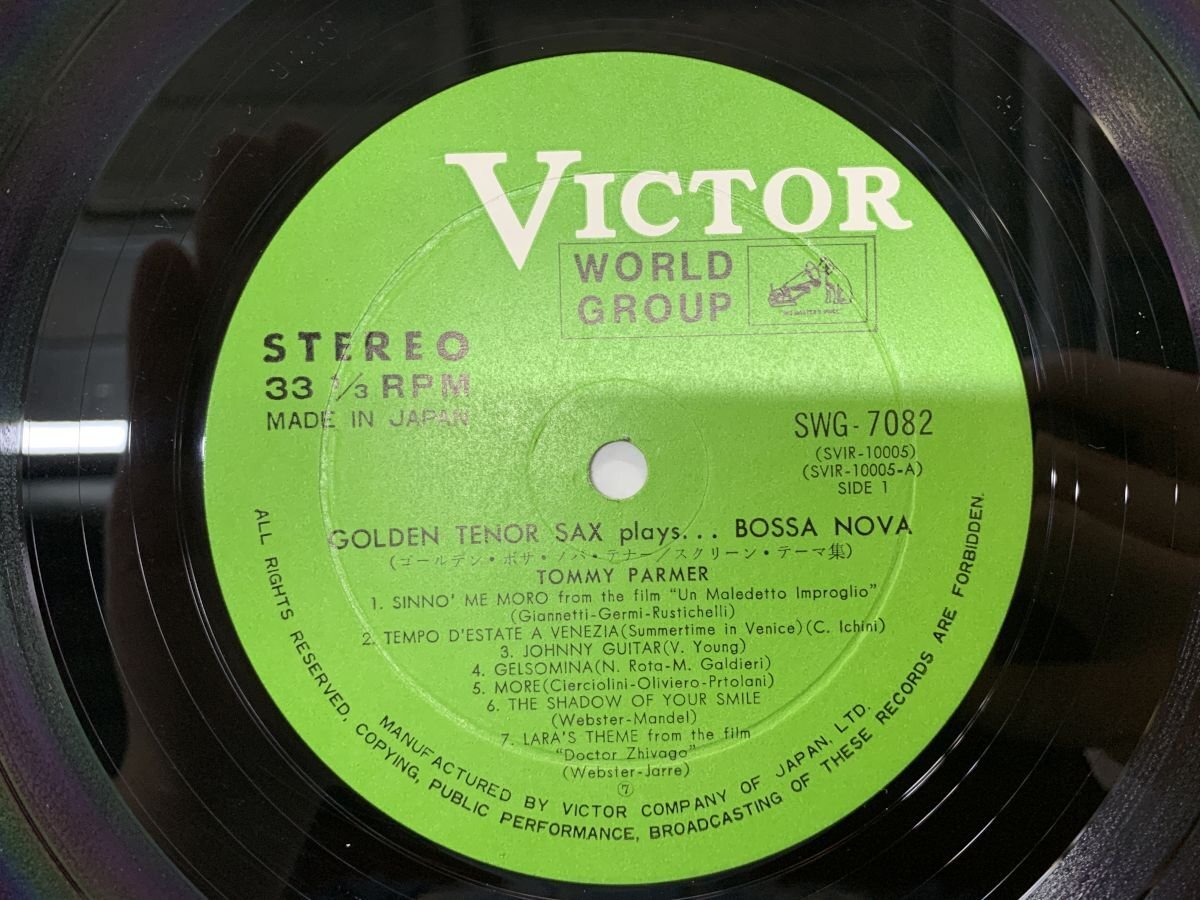 VICTOR
WORLD
GROUP
"HIS MASTER'S VOICE"
STEREO
33 1/3 RPM
MADE IN JAPAN
SWG-7082
(SVIR-10005)
(SVIR-10005-A)
SIDE 1
GOLDEN TENOR SAX plays... BOSSA NOVA
(ゴールデン・ボサ・ノバ・テナー/スクリーン・テーマ集)
TOMMY PARMER
1. SINNO' ME MORO from the film "Un Maledetto Improglio"
(Giannetti-Germi-Rustichelli)
2. TEMPO D'ESTATE A VENEZIA(Summertime in Venice)(C. Ichini)
3. JOHNNY GUITAR(V. Young)
4. GELSOMINA(N. Rota-M. Galdieri)
5. MORE(Cierciolini-Oliviero-Prtolani)
6. THE SHADOW OF YOUR SMILE
(Webster-Mandel)
7. LARA'S THEME from the film
"Doctor Zhivago"
(Webster-Jarre)
⑦
MANUFACTURED BY VICTOR COMPANY OF JAPAN, LTD.
ALL RIGHTS RESERVED. COPYING, PUBLIC PERFORMANCE, BROADCASTING OF THESE RECORDS ARE FORBIDDEN.